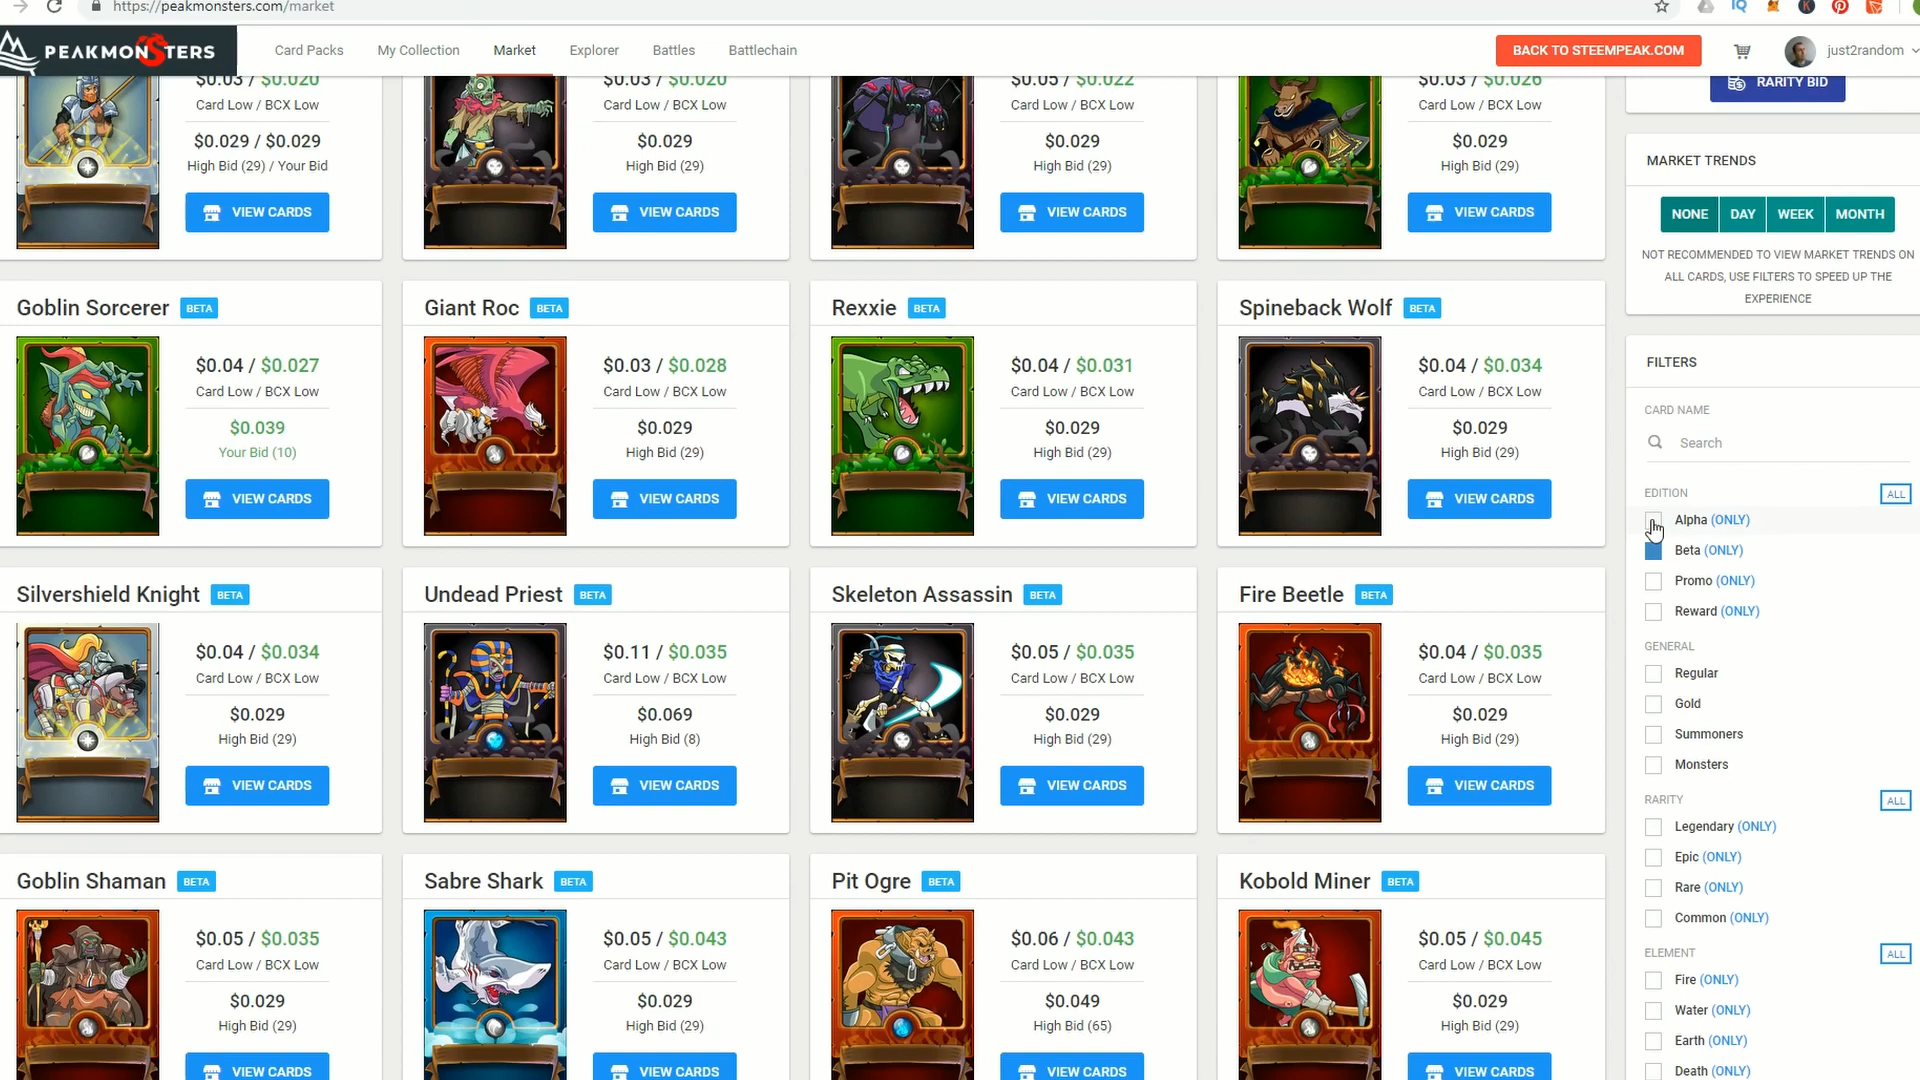 https://peakmonsters.com/market
PEAKMONSTERS
Card Packs
My Collection
Market
Explorer
Battles
Battlechain
BACK TO STEEMPEAK.COM
just2random
$0.03 / $0.020
Card Low / BCX Low
$0.029 / $0.029
High Bid (29) / Your Bid
VIEW CARDS
$0.03 / $0.020
Card Low / BCX Low
$0.029
High Bid (29)
VIEW CARDS
$0.05 / $0.022
Card Low / BCX Low
$0.029
High Bid (29)
VIEW CARDS
$0.03 / $0.026
Card Low / BCX Low
$0.029
High Bid (29)
VIEW CARDS
Goblin Sorcerer BETA
$0.04 / $0.027
Card Low / BCX Low
$0.039
Your Bid (10)
VIEW CARDS
Giant Roc BETA
$0.03 / $0.028
Card Low / BCX Low
$0.029
High Bid (29)
VIEW CARDS
Rexxie BETA
$0.04 / $0.031
Card Low / BCX Low
$0.029
High Bid (29)
VIEW CARDS
Spineback Wolf BETA
$0.04 / $0.034
Card Low / BCX Low
$0.029
High Bid (29)
VIEW CARDS
Silvershield Knight BETA
$0.04 / $0.034
Card Low / BCX Low
$0.029
High Bid (29)
VIEW CARDS
Undead Priest BETA
$0.11 / $0.035
Card Low / BCX Low
$0.069
High Bid (8)
VIEW CARDS
Skeleton Assassin BETA
$0.05 / $0.035
Card Low / BCX Low
$0.029
High Bid (29)
VIEW CARDS
Fire Beetle BETA
$0.04 / $0.035
Card Low / BCX Low
$0.029
High Bid (29)
VIEW CARDS
Goblin Shaman BETA
$0.05 / $0.035
Card Low / BCX Low
$0.029
High Bid (29)
VIEW CARDS
Sabre Shark BETA
$0.05 / $0.043
Card Low / BCX Low
$0.029
High Bid (29)
VIEW CARDS
Pit Ogre BETA
$0.06 / $0.043
Card Low / BCX Low
$0.049
High Bid (65)
VIEW CARDS
Kobold Miner BETA
$0.05 / $0.045
Card Low / BCX Low
$0.029
High Bid (29)
VIEW CARDS
RARITY BID
MARKET TRENDS
NONE
DAY
WEEK
MONTH
NOT RECOMMENDED TO VIEW MARKET TRENDS ON
ALL CARDS, USE FILTERS TO SPEED UP THE
EXPERIENCE
FILTERS
CARD NAME
Search
EDITION ALL
Alpha (ONLY)
Beta (ONLY)
Promo (ONLY)
Reward (ONLY)
GENERAL
Regular
Gold
Summoners
Monsters
RARITY ALL
Legendary (ONLY)
Epic (ONLY)
Rare (ONLY)
Common (ONLY)
ELEMENT ALL
Fire (ONLY)
Water (ONLY)
Earth (ONLY)
Death (ONLY)